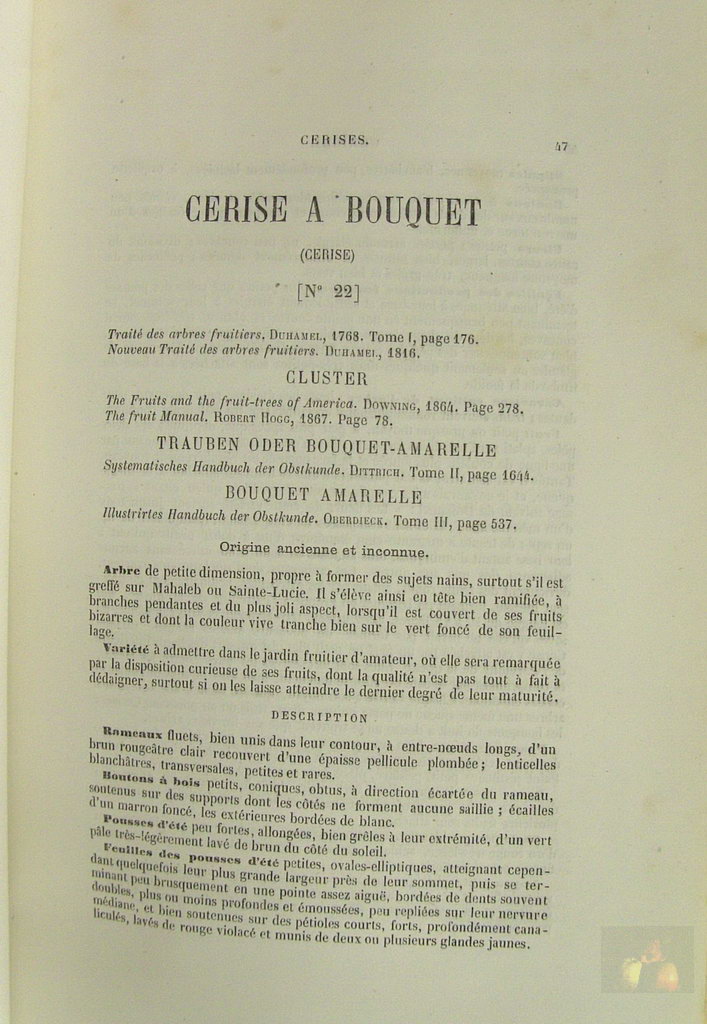 CERISES.
47
CERISE A BOUQUET
(CERISE)
[N° 22]
Traité des arbres fruitiers. DUHAMEL, 1768. Tome I, page 176.
Nouveau Traité des arbres fruitiers. DUHAMEL, 1816.
CLUSTER
The Fruits and the fruit-trees of America. DOWNING, 1864. Page 278.
The fruit Manual. ROBERT HOGG, 1867. Page 78.
TRAUBEN ODER BOUQUET-AMARELLE
Systematisches Handbuch der Obstkunde. DITTRICH. Tome II, page 1644.
BOUQUET AMARELLE
Illustrirtes Handbuch der Obstkunde. OBERDIECK. Tome III, page 537.
Origine ancienne et inconnue.
Arbre de petite dimension, propre à former des sujets nains, surtout s'il est
greffé sur Mahaleb ou Sainte-Lucie. Il s'élève ainsi en tête bien ramifiée, à
branches pendantes et du plus joli aspect, lorsqu'il est couvert de ses fruits
bizarres et dont la couleur vive tranche bien sur le vert foncé de son feuil-
lage.
Variété à admettre dans le jardin fruitier d'amateur, où elle sera remarquée
par la disposition curieuse de ses fruits, dont la qualité n'est pas tout à fait à
dédaigner, surtout si on les laisse atteindre le dernier degré de leur maturité.
DESCRIPTION
Rameaux fluets, bien unis dans leur contour, à entre-nœuds longs, d'un
brun rougeâtre clair recouvert d'une épaisse pellicule plombée; lenticelles
blanchâtres, transversales, petites et rares.
Boutons à bois petits, coniques, obtus, à direction écartée du rameau,
soutenus sur des supports dont les côtés ne forment aucune saillie; écailles
d'un marron foncé, les extérieures bordées de blanc.
Pousses d'été peu fortes, allongées, bien grêles à leur extrémité, d'un vert
pâle très-légèrement lavé de brun du côté du soleil.
Feuilles des pousses d'été petites, ovales-elliptiques, atteignant cepen-
dant quelquefois leur plus grande largeur près de leur sommet, puis se ter-
minant peu brusquement en une pointe assez aiguë, bordées de dents souvent
doubles, plus ou moins profondes et émoussées, peu repliées sur leur nervure
médiane, et bien soutenues sur des pétioles courts, forts, profondément cana-
liculés, lavés de rouge violacé et munis de deux ou plusieurs glandes jaunes.